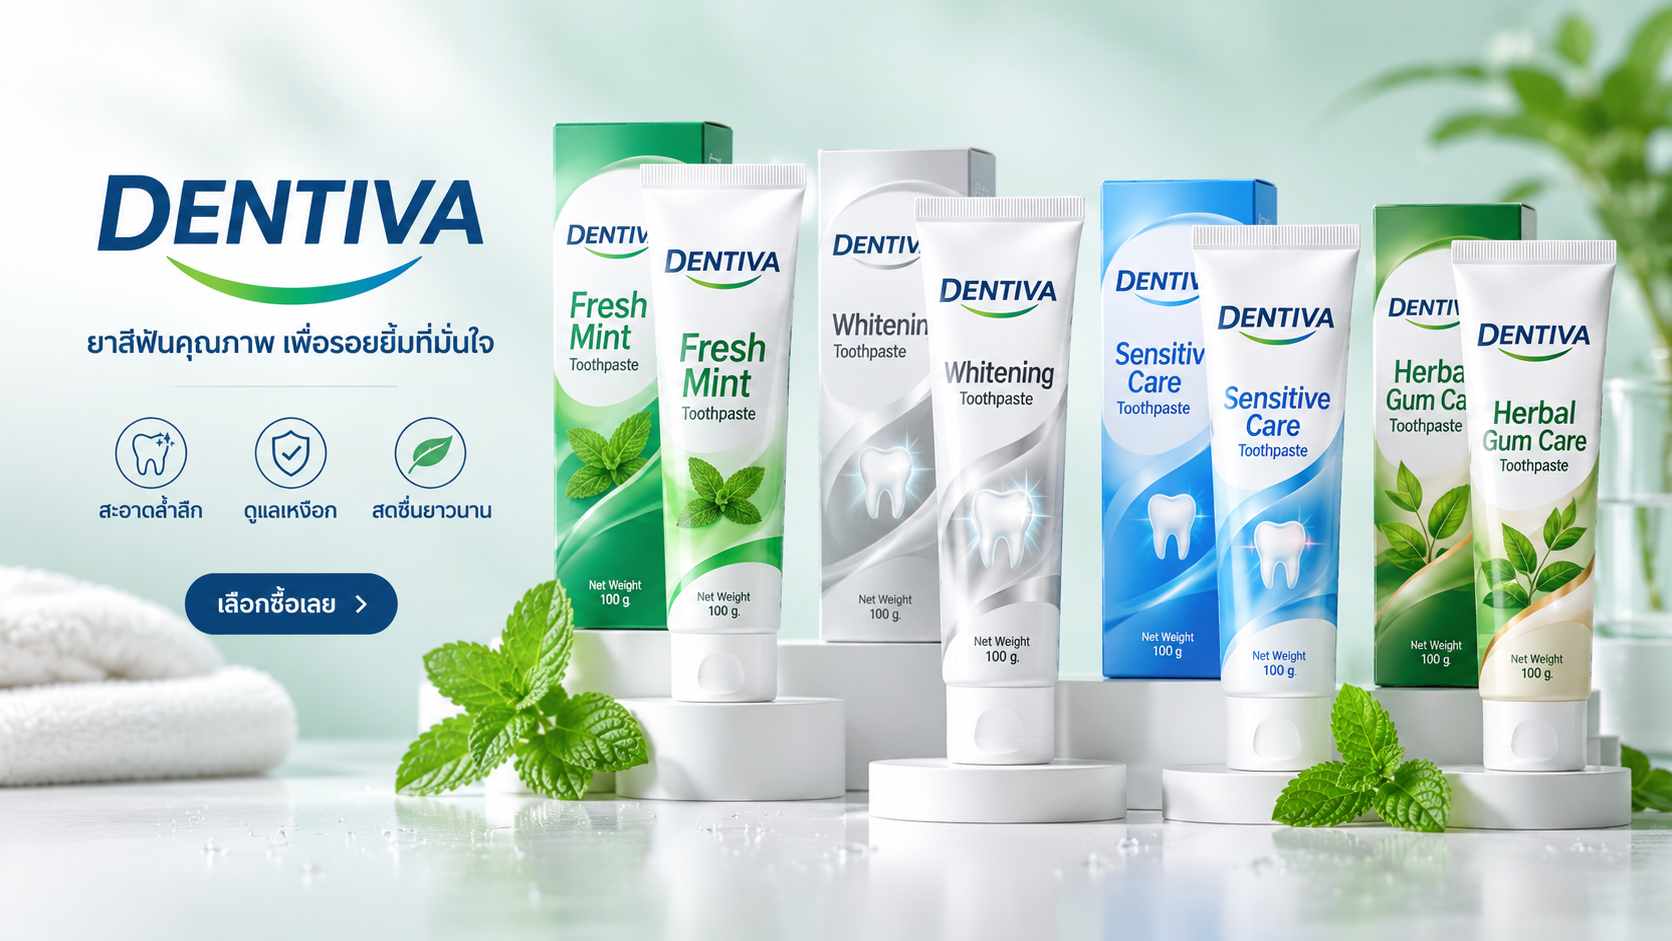 DENTIVA
ยาสีฟันคุณภาพ เพื่อรอยยิ้มที่มั่นใจ
สะอาดล้ำลึก
ดูแลเหงือก
สดชื่นยาวนาน
เลือกซื้อเลย
DENTIV
Fresh
Mint
Toothpaste
Net Weight
100 g.
DENTIVA
Fresh
Mint
Toothpaste
Net Weight
100 g.
DENTIV
Whitenin
Toothpaste
Net Weight
100 g.
DENTIVA
Whitening
Toothpaste
Net Weight
100 g.
DENTIV
Sensitiv
Care
Toothpaste
Net Weight
100 g
DENTIVA
Sensitive
Care
Toothpaste
Net Weight
100 g.
DENTIV
Herba
Gum Ca
Toothpaste
Net Weight
100 g.
DENTIVA
Herbal
Gum Care
Toothpaste
Net Weight
100 g.